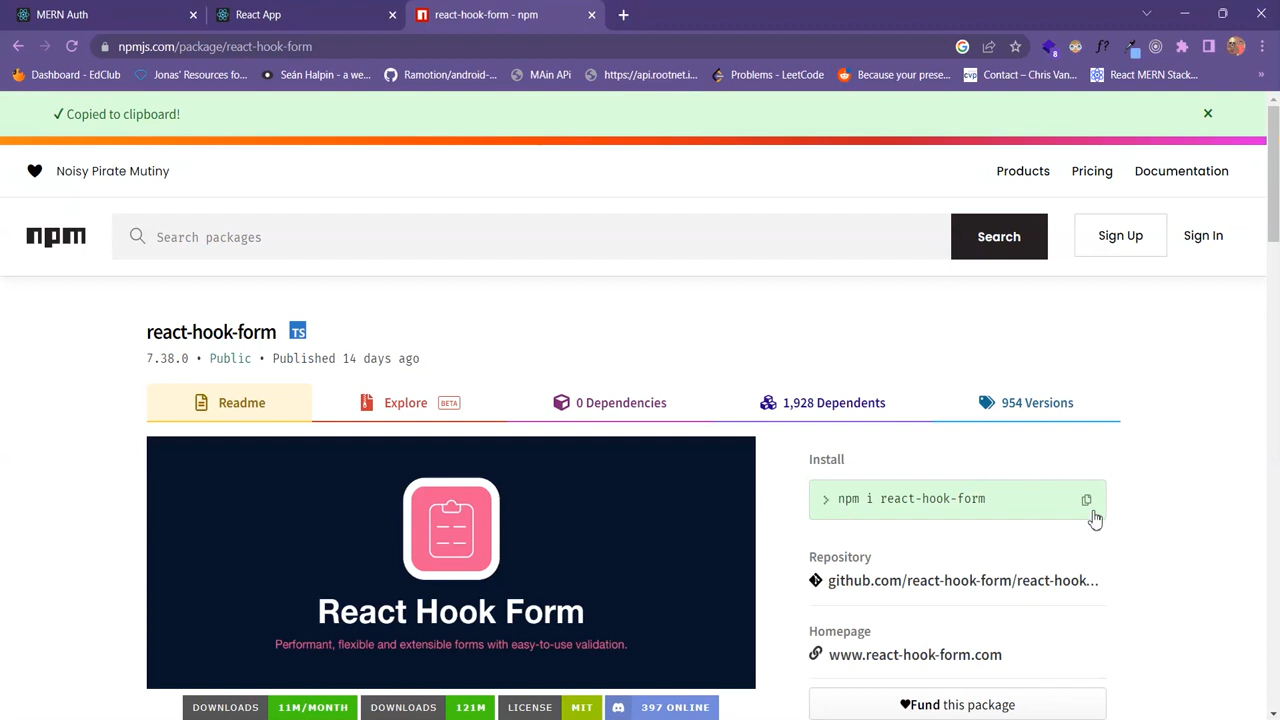 MERN Auth
React App
react-hook-form - npm
npmjs.com/package/react-hook-form
Dashboard - EdClub
Jonas' Resources fo...
Seán Halpin - a we...
Ramotion/android-...
MAin APi
https://api.rootnet.i...
Problems - LeetCode
Because your prese...
cvp Contact – Chris Van...
React MERN Stack...
Copied to clipboard!
Noisy Pirate Mutiny
Products
Pricing
Documentation
npm
Search packages
Search
Sign Up
Sign In
react-hook-form TS
7.38.0 • Public • Published 14 days ago
Readme
Explore BETA
0 Dependencies
1,928 Dependents
954 Versions
Install
> npm i react-hook-form
Repository
github.com/react-hook-form/react-hook...
Homepage
www.react-hook-form.com
Fund this package
React Hook Form
Performant, flexible and extensible forms with easy-to-use validation.
DOWNLOADS 11M/MONTH
DOWNLOADS 121M
LICENSE MIT
397 ONLINE